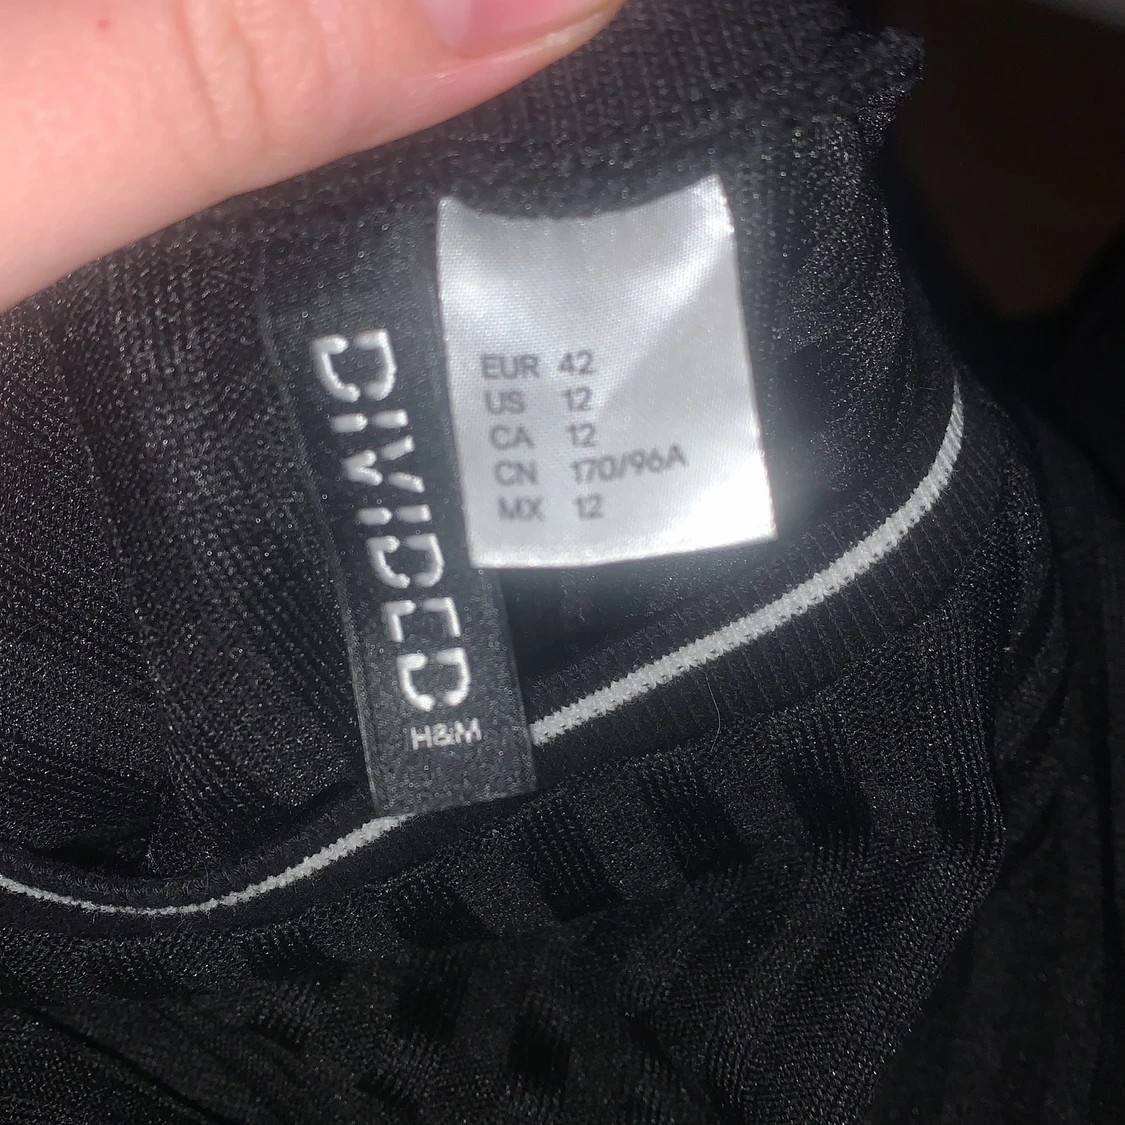 DIVIDED
H&M
EUR 42
US 12
CA 12
CN 170/96A
MX 12